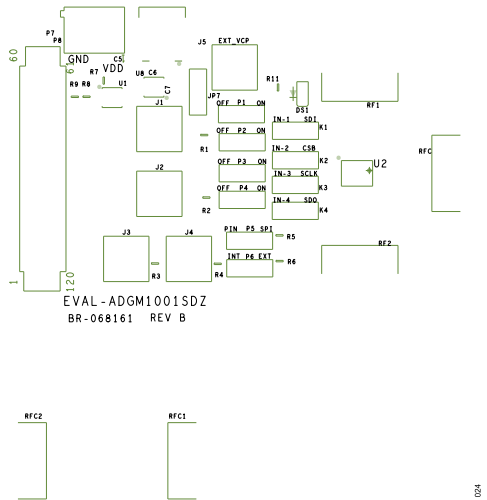 P7
P8
GND
VDD
C5
60
61
R7
R9 R8
U1
U8
C6
C7
J5
EXT_VCP
JP7
R11
DS1
RF1
J1
OFF P1 ON
IN-1 SDI
K1
R1
OFF P2 ON
IN-2 CSB
K2
RFC
U2
J2
OFF P3 ON
IN-3 SCLK
K3
OFF P4 ON
IN-4 SDO
K4
R2
J3
J4
PIN P5 SPI
R5
RF2
INT P6 EXT
R6
R3
R4
1
120
EVAL-ADGM1001SDZ
BR-068161 REV B
RFC2
RFC1
024